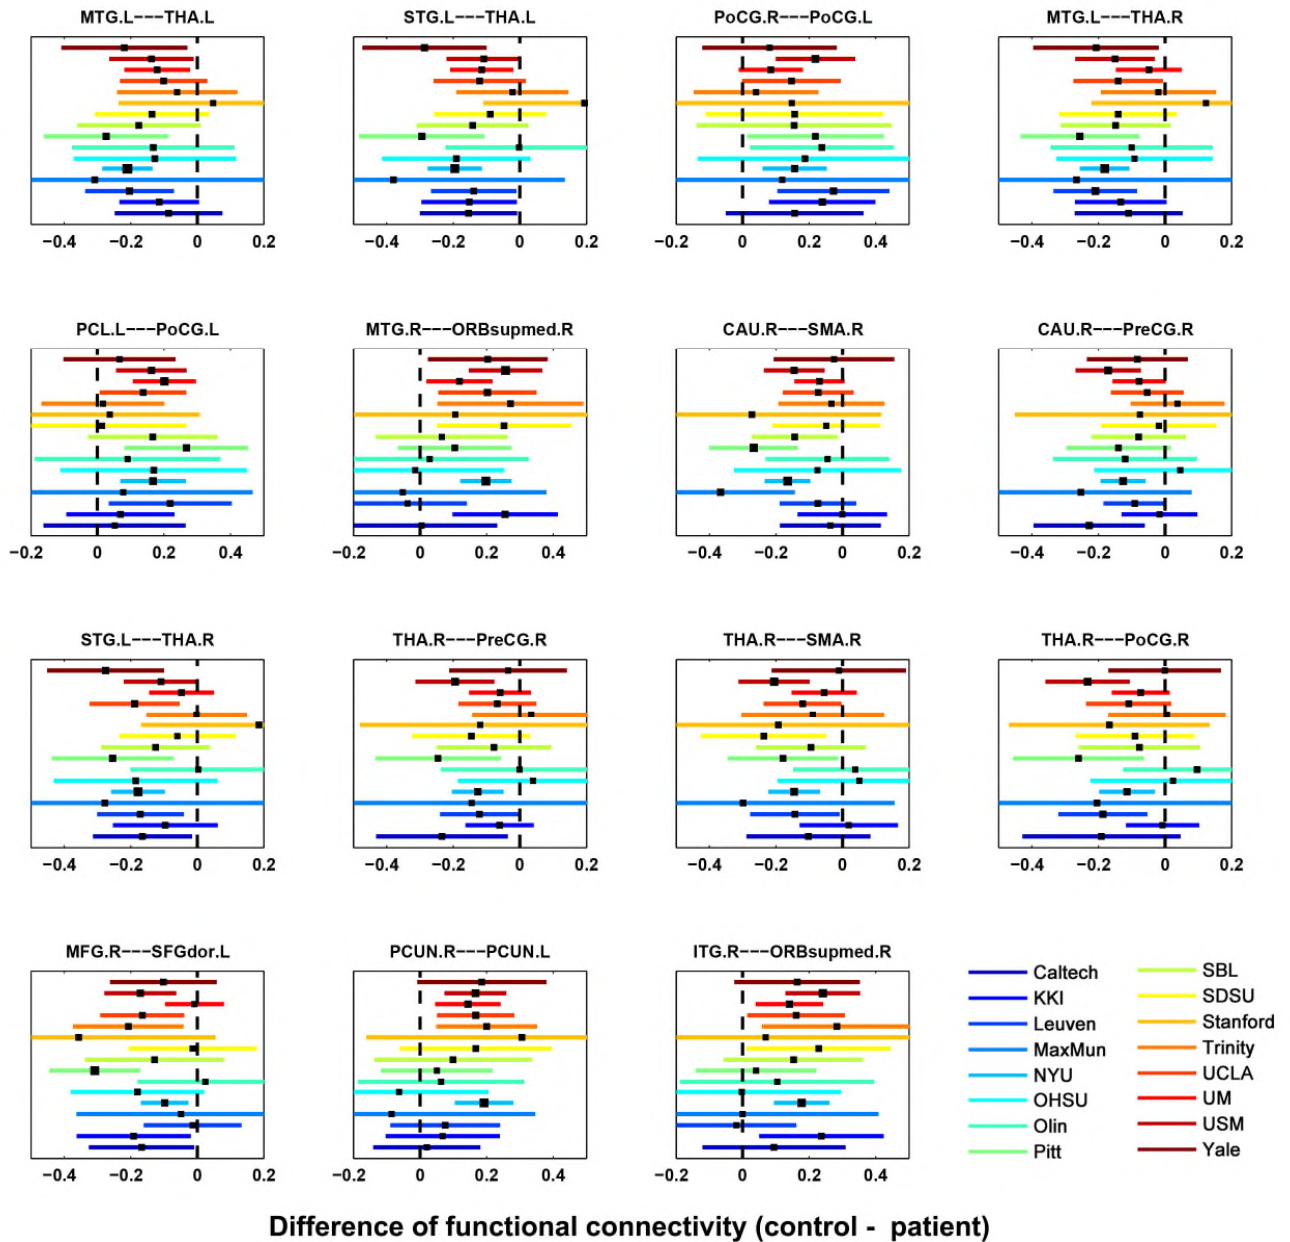 MTG.L---THA.L STG.L---THA.L PoCG.R---PoCG.L MTG.L---THA.R
−0.4 −0.2 0 0.2 −0.4 −0.2 0 0.2 −0.2 0 0.2 0.4 −0.4 −0.2 0 0.2
PCL.L---PoCG.L MTG.R---ORBsupmed.R CAU.R---SMA.R CAU.R---PreCG.R
−0.2 0 0.2 0.4 −0.2 0 0.2 0.4 −0.4 −0.2 0 0.2 −0.4 −0.2 0 0.2
STG.L---THA.R THA.R---PreCG.R THA.R---SMA.R THA.R---PoCG.R
−0.4 −0.2 0 0.2 −0.4 −0.2 0 0.2 −0.4 −0.2 0 0.2 −0.4 −0.2 0 0.2
MFG.R---SFGdor.L PCUN.R---PCUN.L ITG.R---ORBsupmed.R
−0.4 −0.2 0 0.2 −0.2 0 0.2 0.4 −0.2 0 0.2 0.4
Caltech
KKI
Leuven
MaxMun
NYU
OHSU
Olin
Pitt
SBL
SDSU
Stanford
Trinity
UCLA
UM
USM
Yale
Difference of functional connectivity (control - patient)